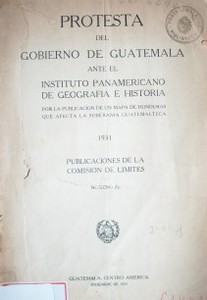 PROTESTA
DEL
GOBIERNO DE GUATEMALA
ANTE EL
INSTITUTO PANAMERICANO
DE GEOGRAFIA E HISTORIA
POR LA PUBLICACION DE UN MAPA DE HONDURAS
QUE AFECTA LA SOBERANIA GUATEMALTECA
1931
PUBLICACIONES DE LA
COMISION DE LIMITES
GUATEMALA, CENTRO AMERICA